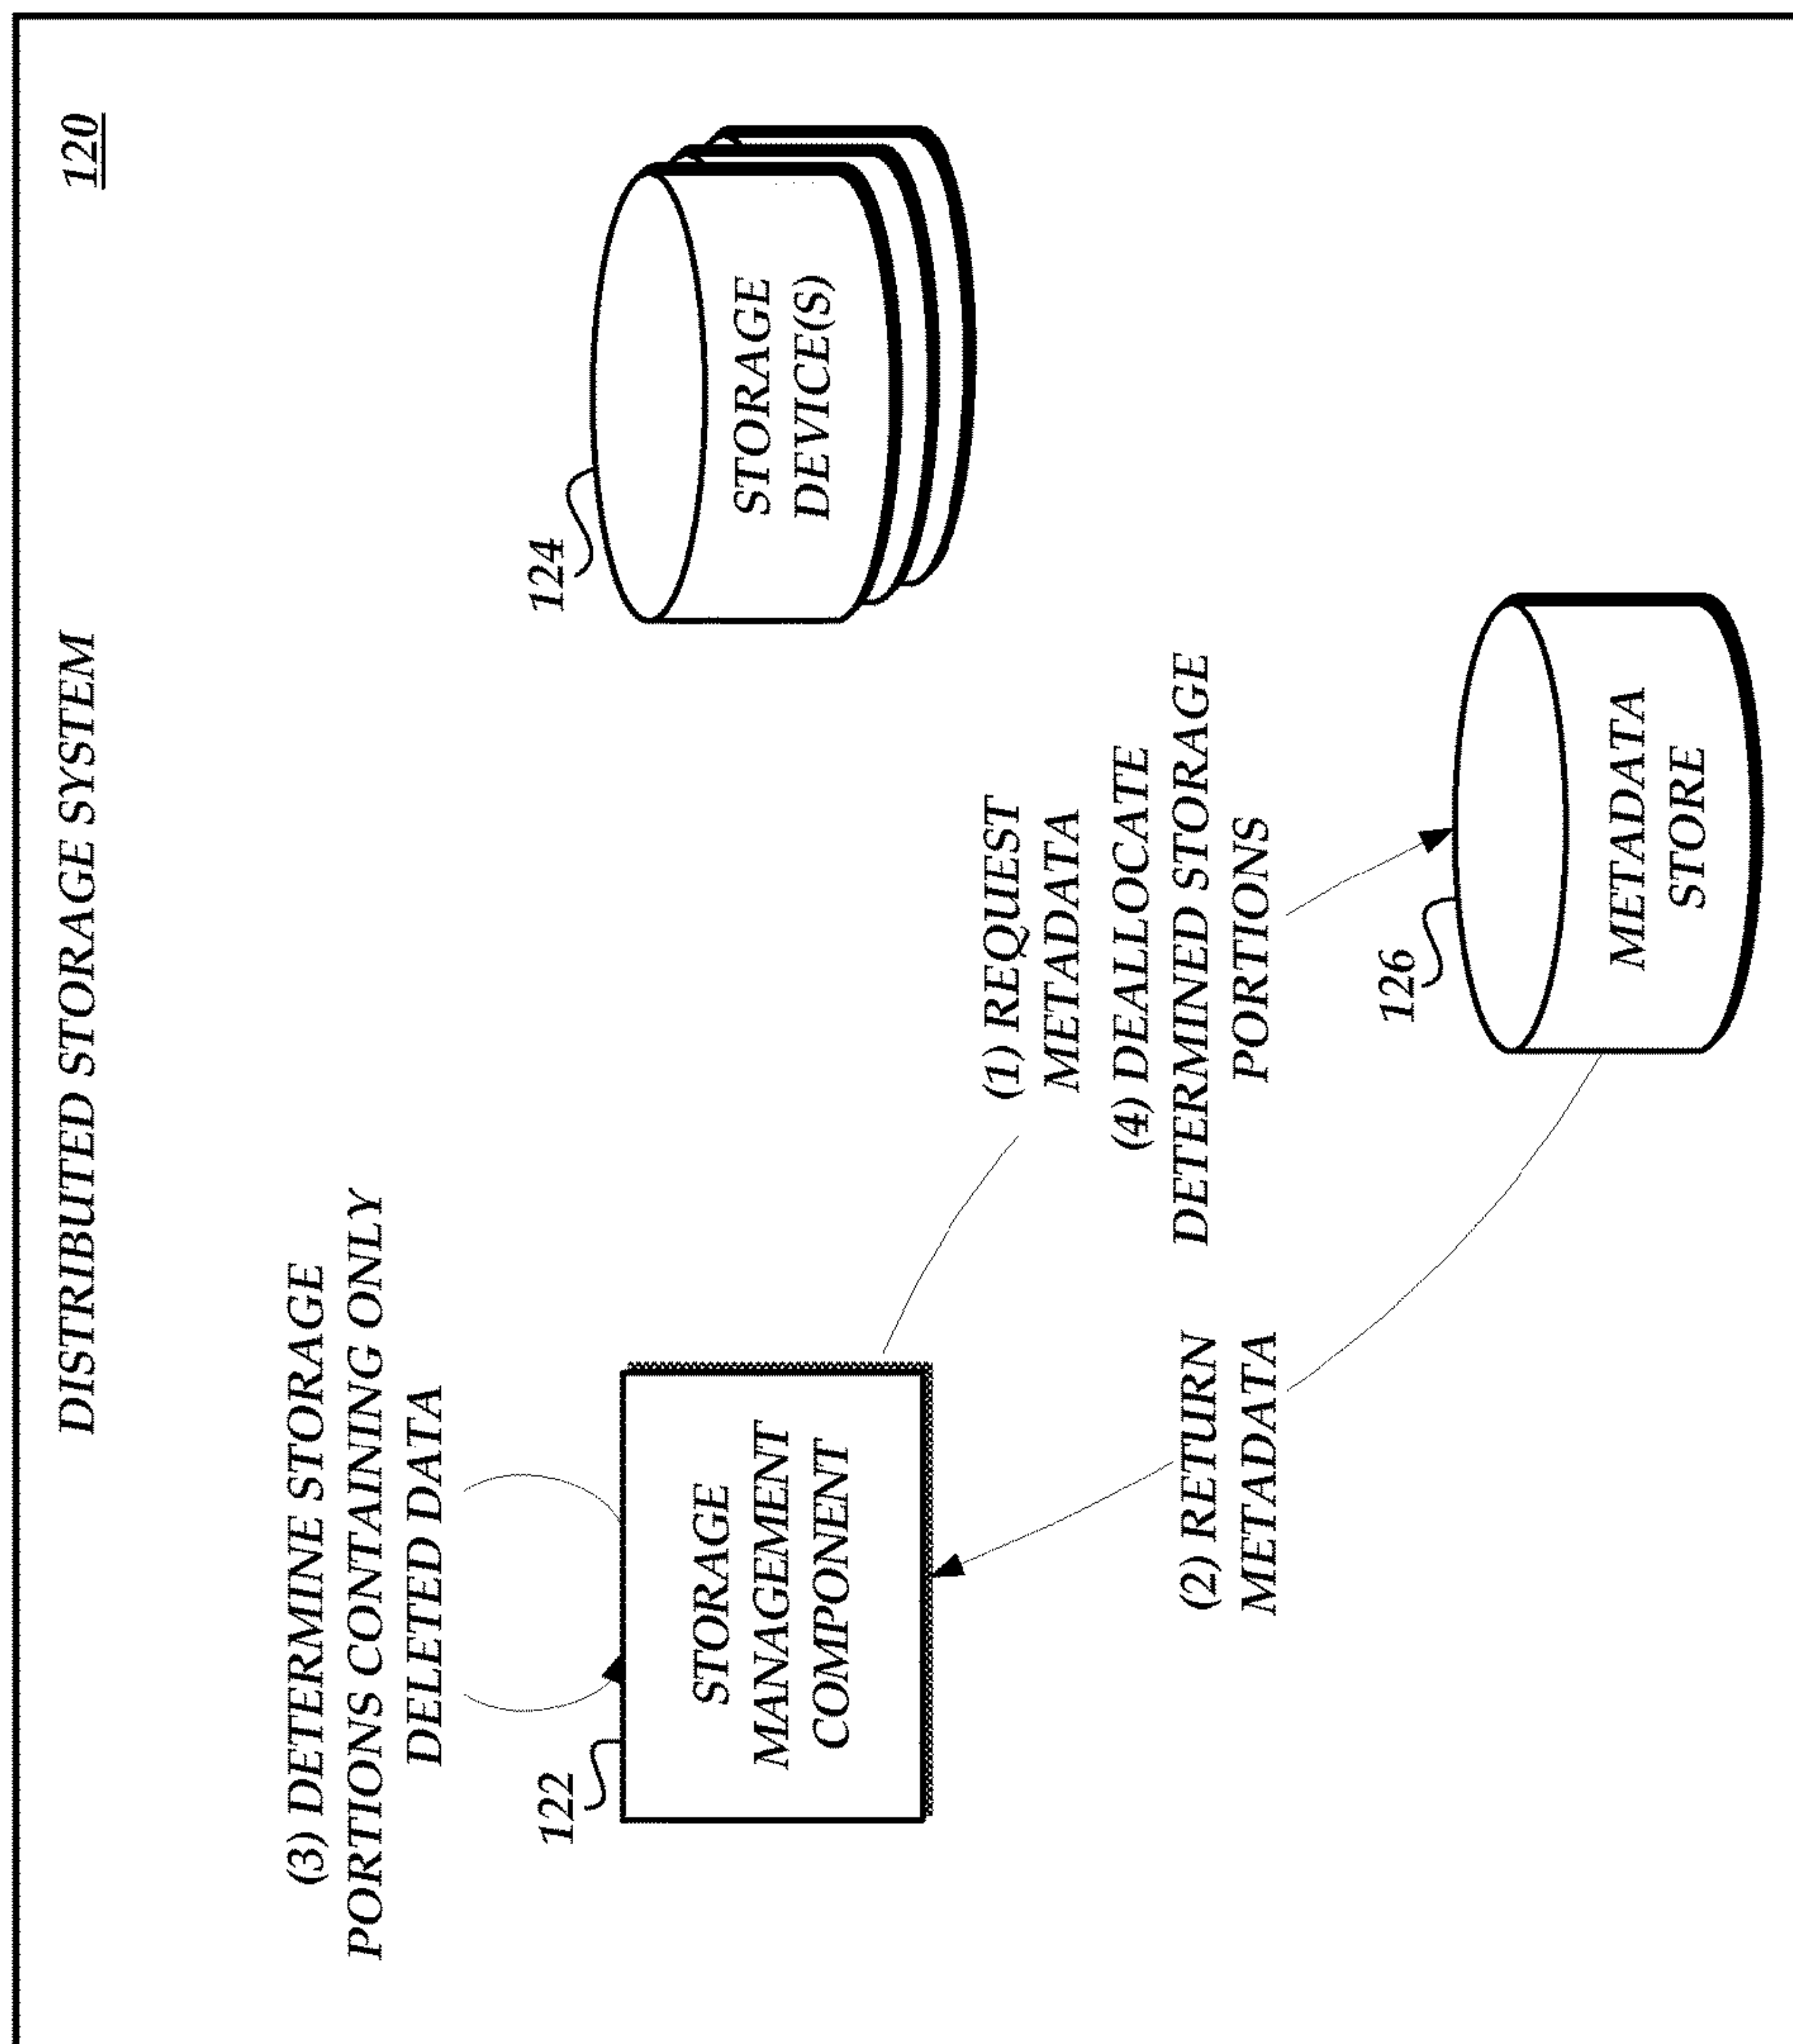 DISTRIBUTED STORAGE SYSTEM
120
(3) DETERMINE STORAGE
PORTIONS CONTAINING ONLY
DELETED DATA
122
STORAGE
MANAGEMENT
COMPONENT
124
STORAGE
DEVICE(S)
(1) REQUEST
METADATA
(4) DEALLOCATE
DETERMINED STORAGE
PORTIONS
(2) RETURN
METADATA
126
METADATA
STORE